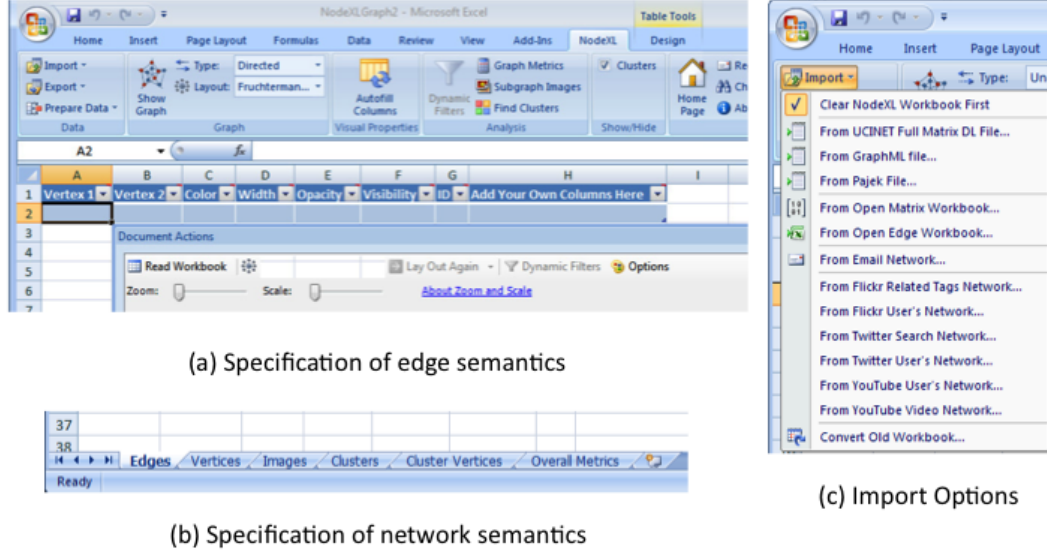 NodeXLGraph2 - Microsoft Excel
Table Tools
Home Insert Page Layout Formulas Data Review View Add-Ins NodeXL Design
Import Type: Directed Graph Metrics Clusters Re
Export Layout: Fruchterman... Subgraph Images Ch
Prepare Data Show Graph Autofill Columns Dynamic Filters Find Clusters Home Page Ab
Data Graph Visual Properties Analysis Show/Hide
A2 fx
A B C D E F G H I
1 Vertex 1 Vertex 2 Color Width Opacity Visibility ID Add Your Own Columns Here
2
3 Document Actions
4
5 Read Workbook Lay Out Again Dynamic Filters Options
6 Zoom: Scale: About Zoom and Scale
7
(a) Specification of edge semantics
37
38
Edges Vertices Images Clusters Cluster Vertices Overall Metrics
Ready
(b) Specification of network semantics
Home Insert Page Layout
Import Type: Un
Clear NodeXL Workbook First
From UCINET Full Matrix DL File...
From GraphML file...
From Pajek File...
From Open Matrix Workbook...
From Open Edge Workbook...
From Email Network...
From Flickr Related Tags Network...
From Flickr User's Network...
From Twitter Search Network...
From Twitter User's Network...
From YouTube User's Network...
From YouTube Video Network...
Convert Old Workbook...
(c) Import Options